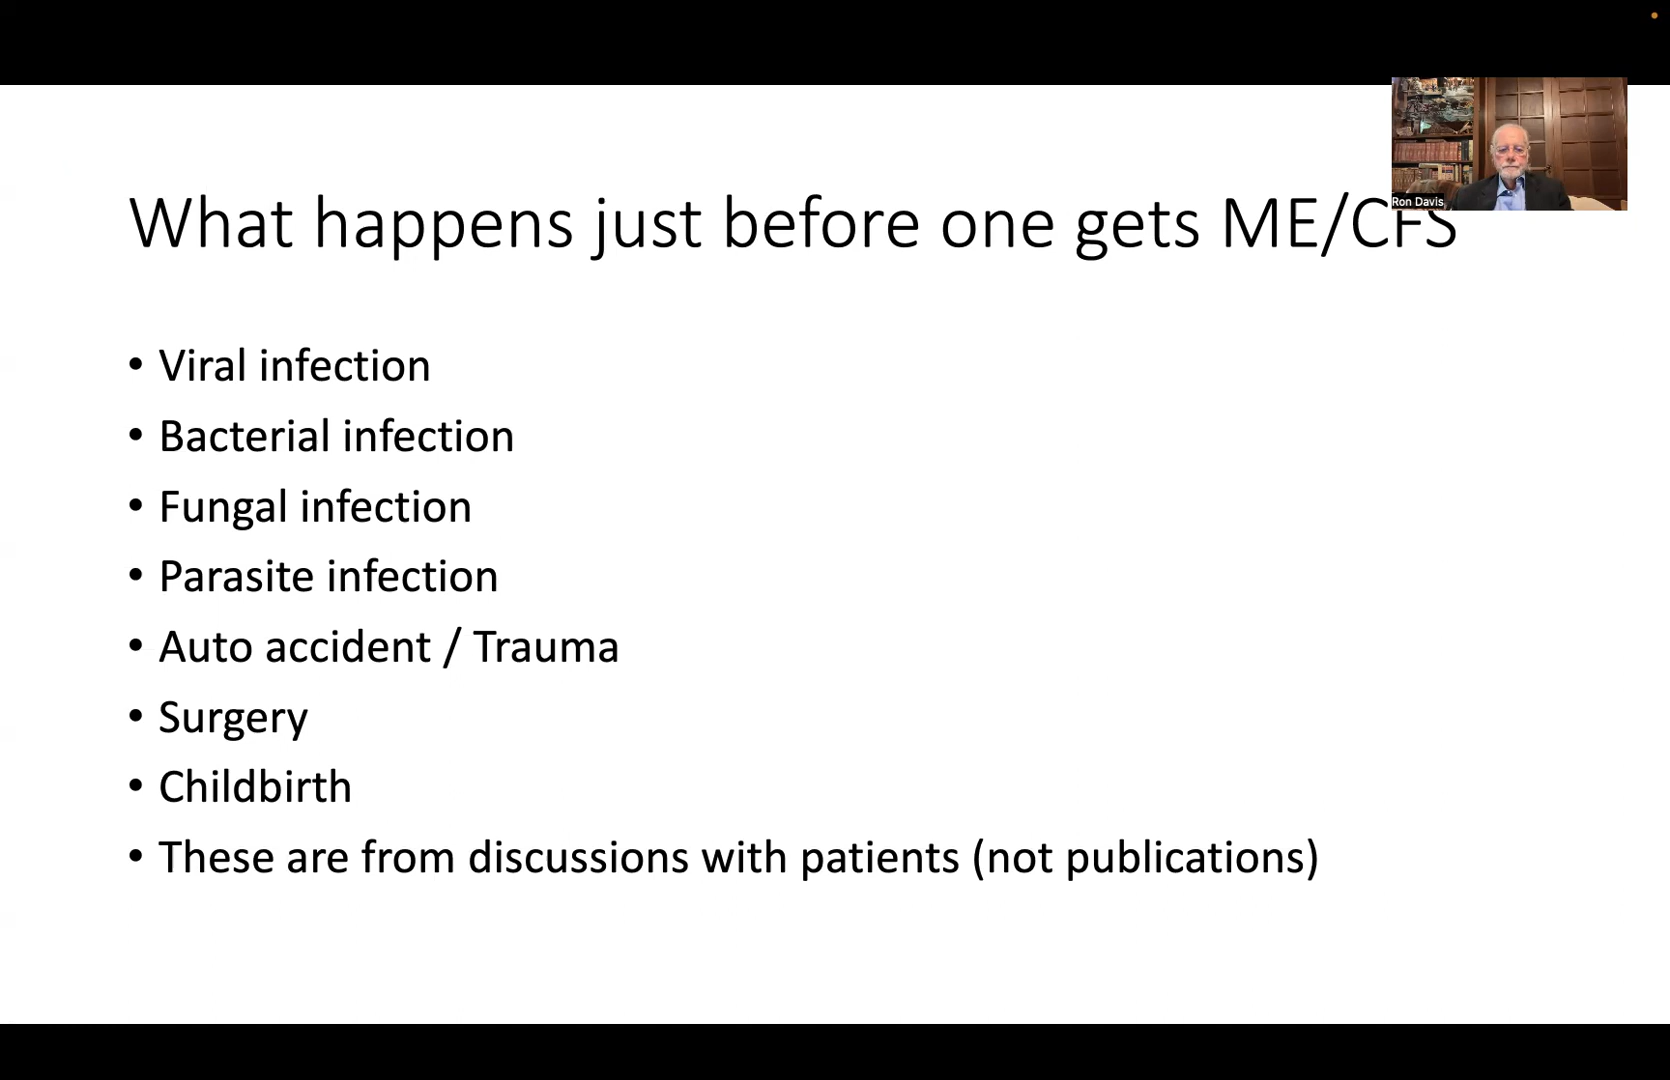 Ron Davis
What happens just before one gets ME/CFS
• Viral infection
• Bacterial infection
• Fungal infection
• Parasite infection
• Auto accident / Trauma
• Surgery
• Childbirth
• These are from discussions with patients (not publications)